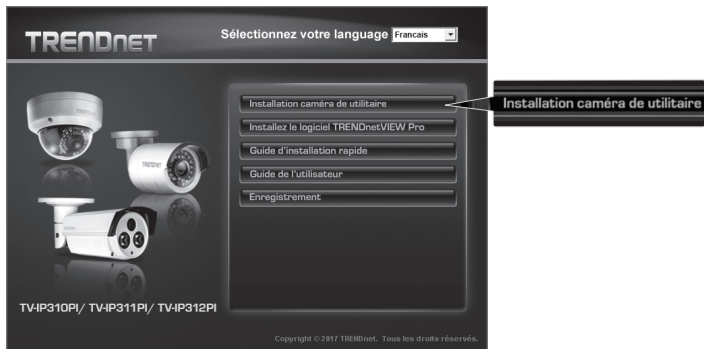 TRENDnet
Sélectionnez votre language Francais
Installation caméra de utilitaire
Installation caméra de utilitaire
Installez le logiciel TRENDnetVIEW Pro
Guide d'installation rapide
Guide de l'utilisateur
Enregistrement
TRENDnet
TV-IP310PI/ TV-IP311PI/ TV-IP312PI
Copyright © 2017 TRENDnet. Tous les droits réservés.